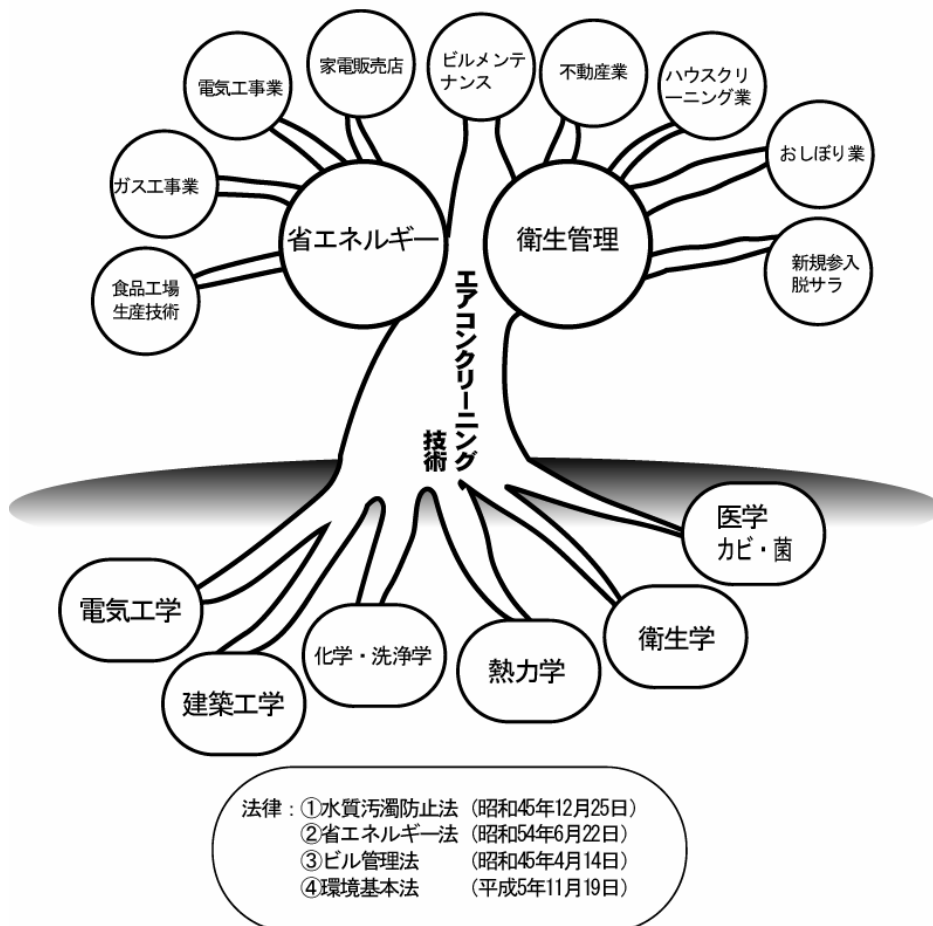 電気工事業
家電販売店
ビルメンテ
ナンス
不動産業
ハウスクリ
ーニング業
おしぼり業
新規参入
脱サラ
ガス工事業
食品工場
生産技術
省エネルギー
衛生管理
エアコンクリーニング
技術
電気工学
建築工学
化学・洗浄学
熱力学
衛生学
医学
カビ・菌
法律：①水質汚濁防止法（昭和45年12月25日）
②省エネルギー法（昭和54年6月22日）
③ビル管理法（昭和45年4月14日）
④環境基本法（平成5年11月19日）